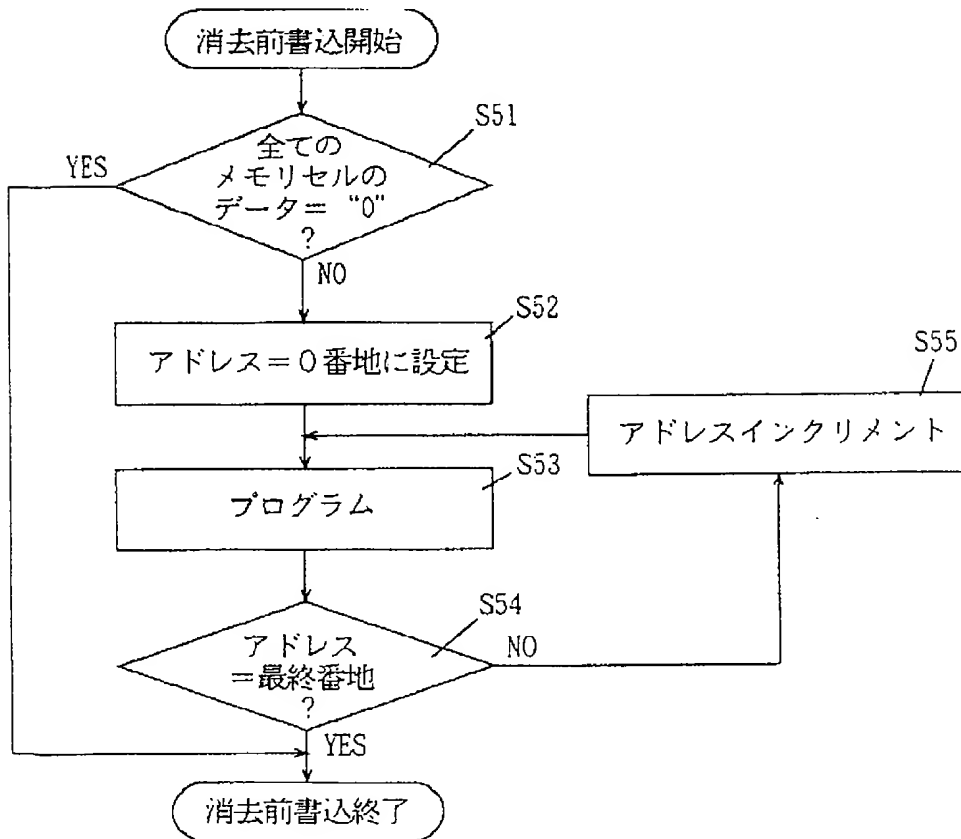 消去前書込開始
S51
YES
全ての
メモリセルの
データ= “0”
?
NO
S52
アドレス=0番地に設定
S55
アドレスインクリメント
S53
プログラム
S54
アドレス
=最終番地
?
NO
YES
消去前書込終了